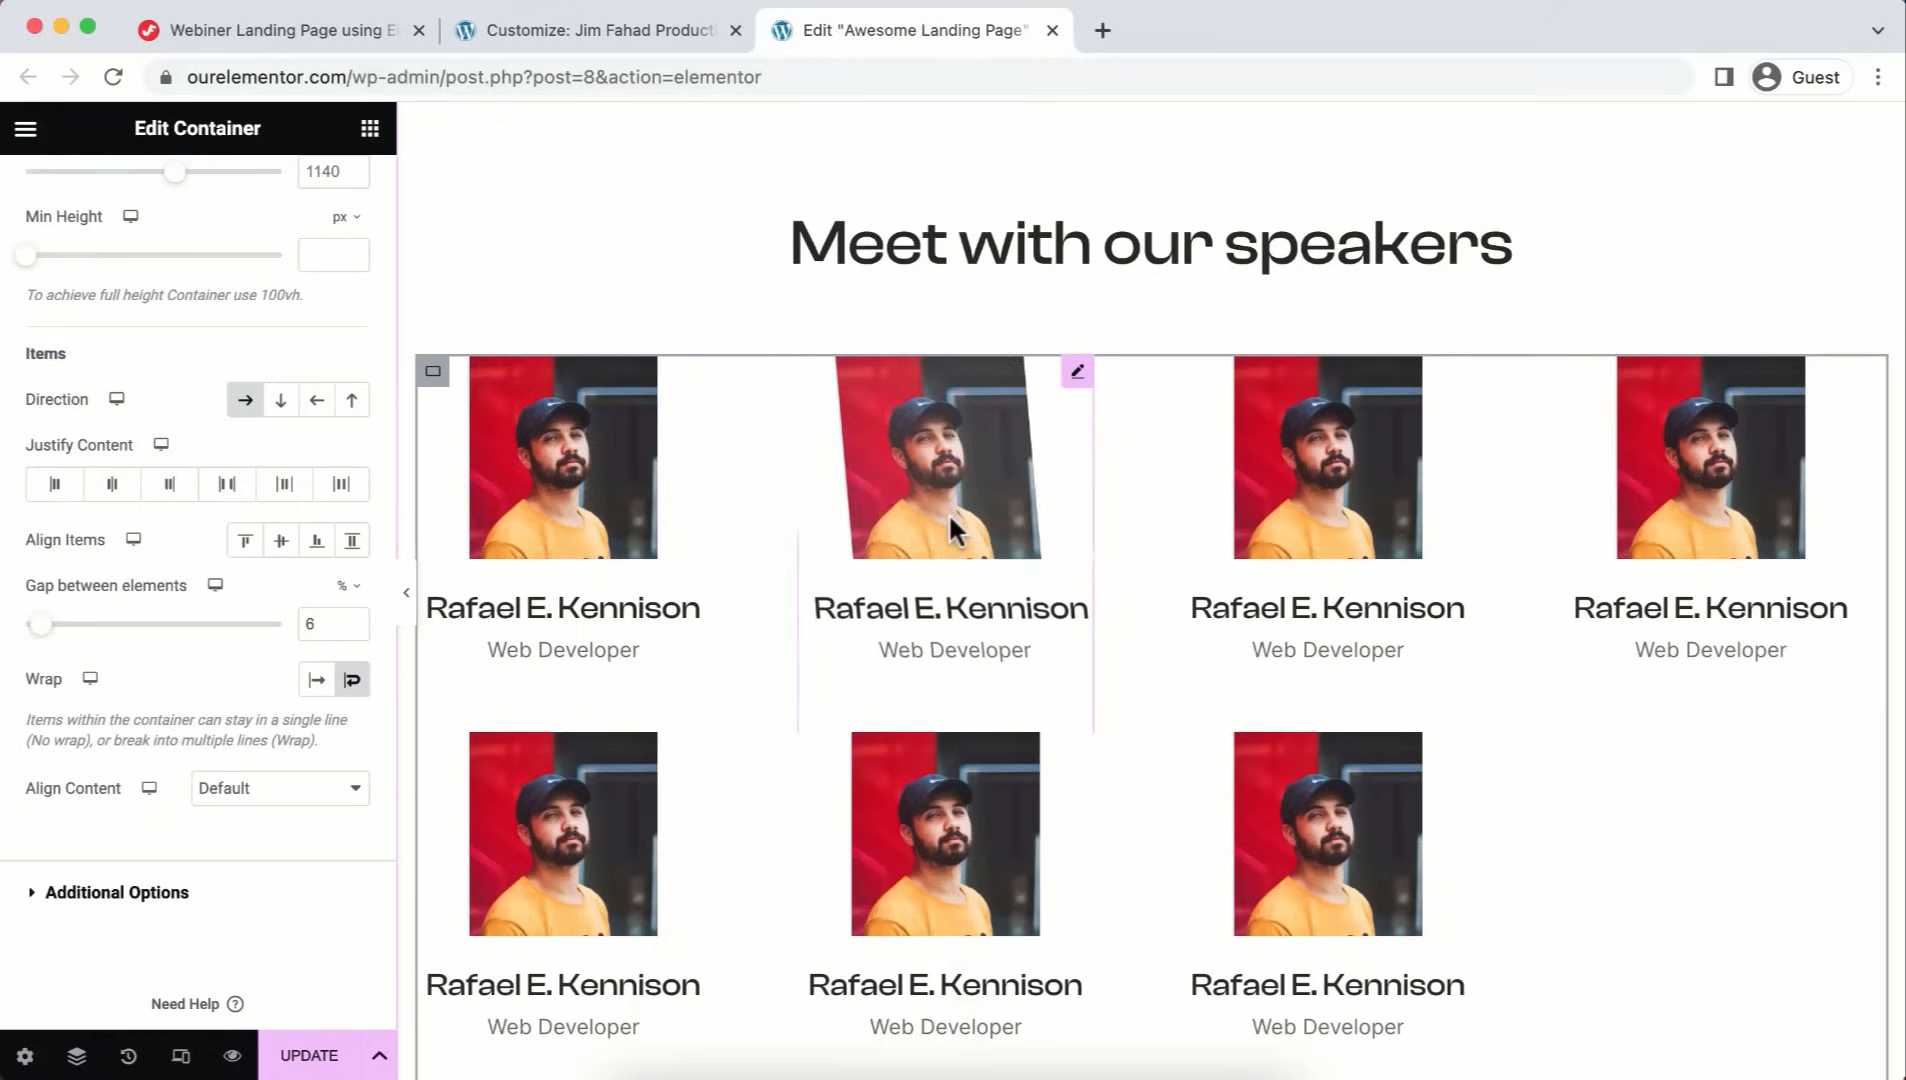 Webiner Landing Page using El
Customize: Jim Fahad Product
Edit "Awesome Landing Page"
ourelementor.com/wp-admin/post.php?post=8&action=elementor
Guest
Edit Container
1140
Min Height
px
To achieve full height Container use 100vh.
Items
Direction
Justify Content
Align Items
Gap between elements
%
6
Wrap
Items within the container can stay in a single line
(No wrap), or break into multiple lines (Wrap).
Align Content
Default
Additional Options
Need Help
UPDATE
Meet with our speakers
Rafael E. Kennison
Web Developer
Rafael E. Kennison
Web Developer
Rafael E. Kennison
Web Developer
Rafael E. Kennison
Web Developer
Rafael E. Kennison
Web Developer
Rafael E. Kennison
Web Developer
Rafael E. Kennison
Web Developer